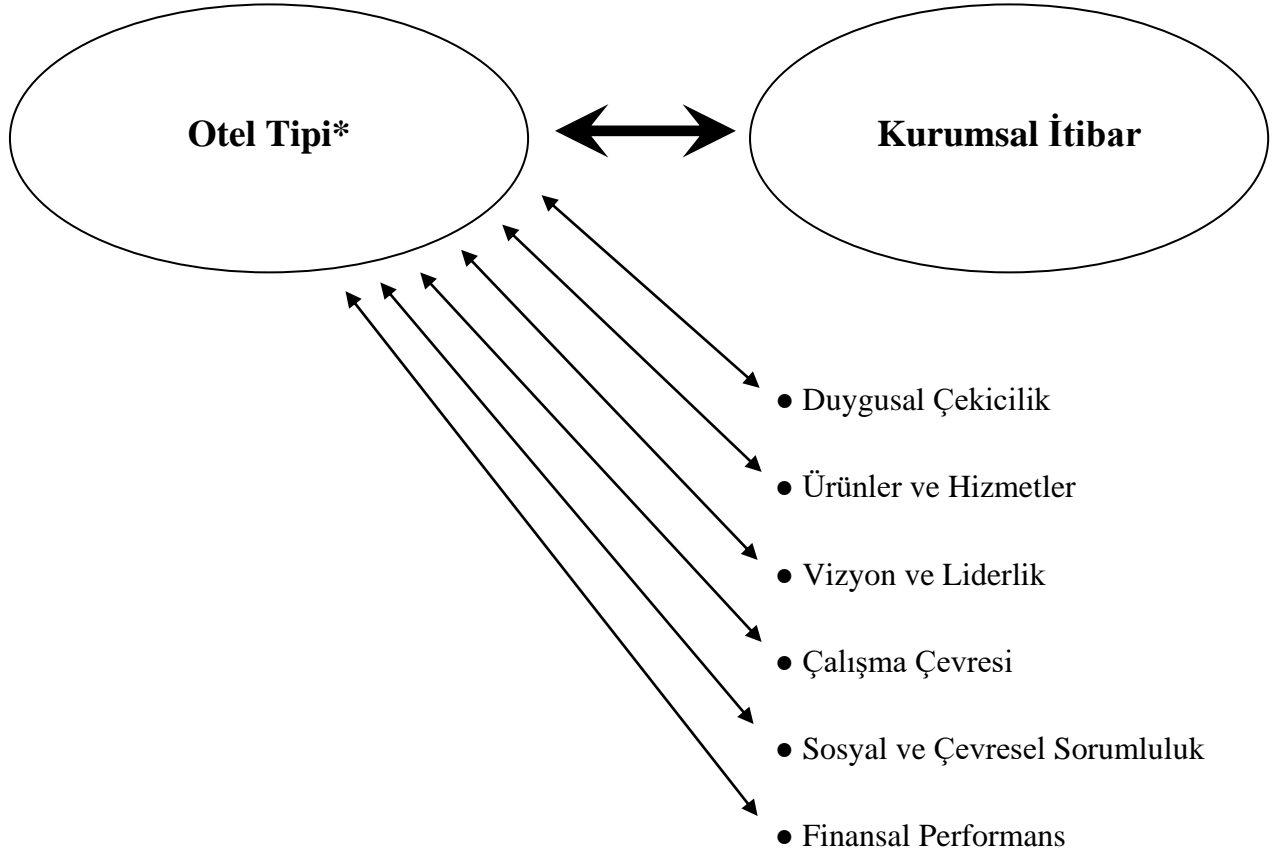 Otel Tipi*
Kurumsal İtibar
● Duygusal Çekicilik
● Ürünler ve Hizmetler
● Vizyon ve Liderlik
● Çalışma Çevresi
● Sosyal ve Çevresel Sorumluluk
● Finansal Performans